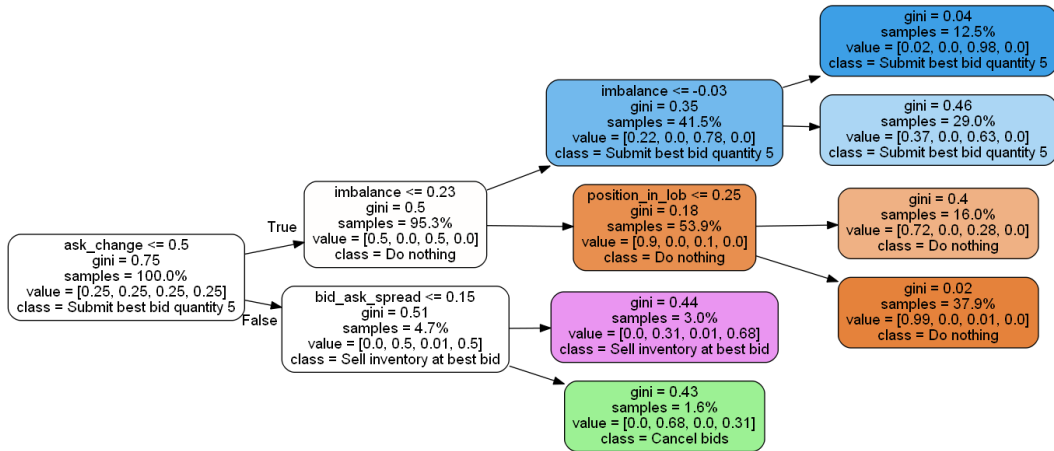 ask_change <= 0.5
gini = 0.75
samples = 100.0%
value = [0.25, 0.25, 0.25, 0.25]
class = Submit best bid quantity 5
True
False
imbalance <= 0.23
gini = 0.5
samples = 95.3%
value = [0.5, 0.0, 0.5, 0.0]
class = Do nothing
bid_ask_spread <= 0.15
gini = 0.51
samples = 4.7%
value = [0.0, 0.5, 0.01, 0.5]
class = Sell inventory at best bid
imbalance <= -0.03
gini = 0.35
samples = 41.5%
value = [0.22, 0.0, 0.78, 0.0]
class = Submit best bid quantity 5
position_in_lob <= 0.25
gini = 0.18
samples = 53.9%
value = [0.9, 0.0, 0.1, 0.0]
class = Do nothing
gini = 0.44
samples = 3.0%
value = [0.0, 0.31, 0.01, 0.68]
class = Sell inventory at best bid
gini = 0.43
samples = 1.6%
value = [0.0, 0.68, 0.0, 0.31]
class = Cancel bids
gini = 0.04
samples = 12.5%
value = [0.02, 0.0, 0.98, 0.0]
class = Submit best bid quantity 5
gini = 0.46
samples = 29.0%
value = [0.37, 0.0, 0.63, 0.0]
class = Submit best bid quantity 5
gini = 0.4
samples = 16.0%
value = [0.72, 0.0, 0.28, 0.0]
class = Do nothing
gini = 0.02
samples = 37.9%
value = [0.99, 0.0, 0.01, 0.0]
class = Do nothing